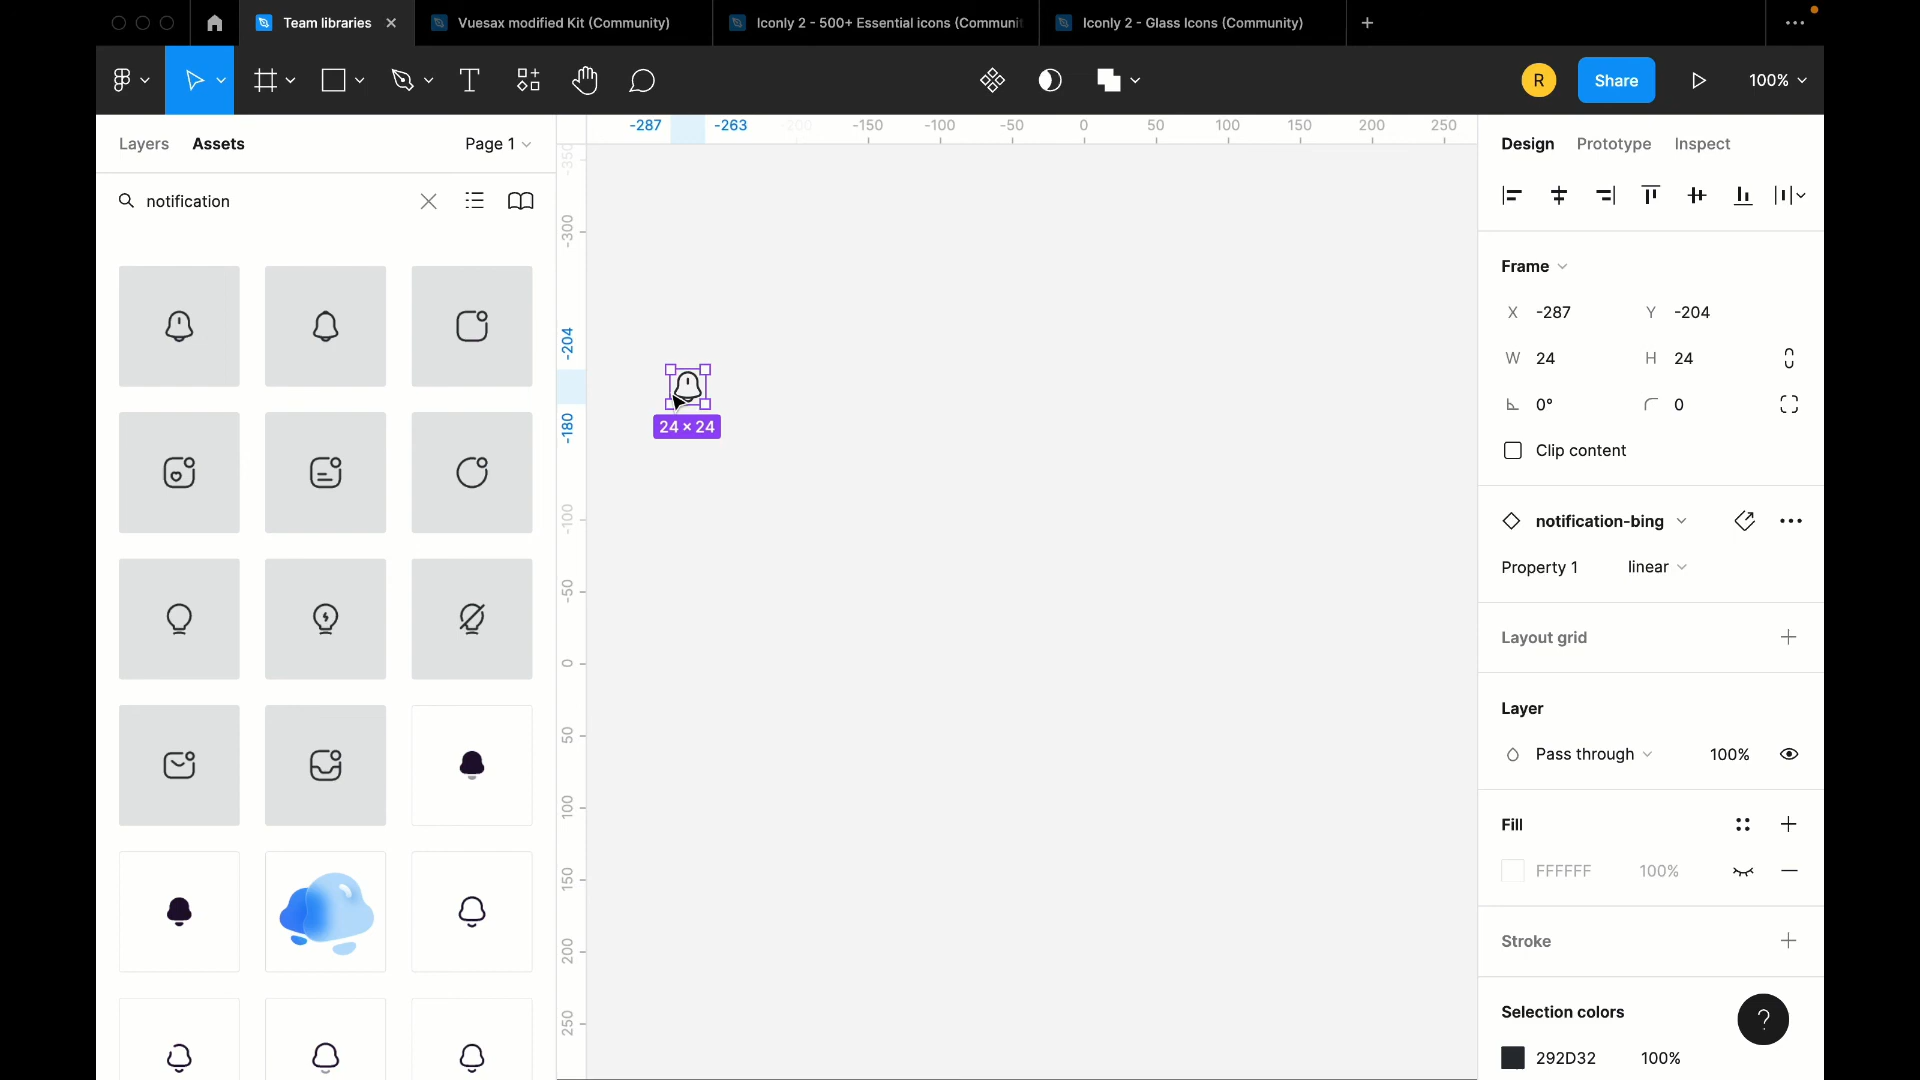 Team libraries
Vuesax modified Kit (Community)
Iconly 2 - 500+ Essential icons (Communit
Iconly 2 - Glass Icons (Community)
R
Share
100%
Layers
Assets
Page 1
notification
-287
-263
-200
-150
-100
-50
0
50
100
150
200
250
-350
-300
-204
-180
-100
-50
0
50
100
150
200
250
24 × 24
Design
Prototype
Inspect
Frame
X -287
Y -204
W 24
H 24
0°
0
Clip content
notification-bing
Property 1
linear
Layout grid
Layer
Pass through
100%
Fill
FFFFFF
100%
Stroke
Selection colors
?
292D32
100%